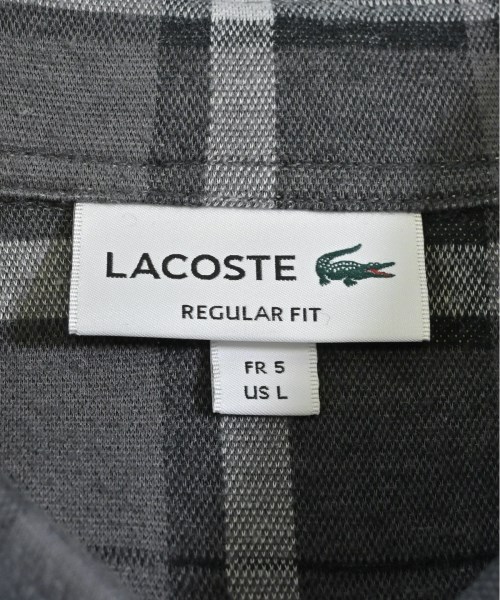 LACOSTE
REGULAR FIT
FR 5
US L